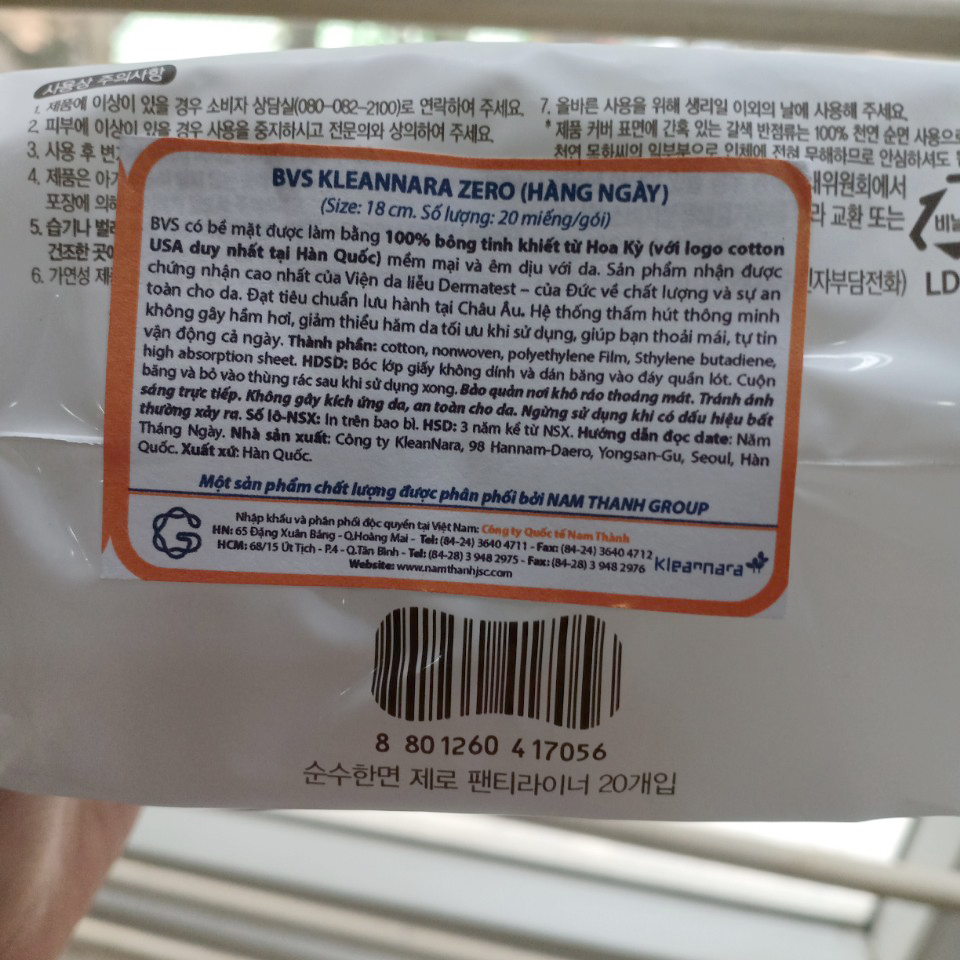 사용상 주의사항
1. 제품에 이상이 있을 경우 소비자 상담실(080-082-2100)로 연락하여 주세요.
2. 피부에 이상이 있을 경우 사용을 중지하시고 전문의와 상의하여 주세요.
3. 사용 후
4. 제품은
포장에
5. 습기나
건조한
6. 가연성
7. 올바른 사용을 위해 생리일 이외의 날에 사용해 주세요.
* 제품 커버 표면에 간혹 있는 갈색 반점류는 100% 천연 순면
천연 목화씨의 일부분으로 인체에 전혀 무해하므로 안심하셔도
교환 또는
LD
BVS KLEANNARA ZERO (HÀNG NGÀY)
(Size: 18 cm. Số lượng: 20 miếng/gói)
BVS có bề mặt được làm bằng 100% bông tinh khiết từ Hoa Kỳ (với logo cotton
USA duy nhất tại Hàn Quốc) mềm mại và êm dịu với da. Sản phẩm nhận được
chứng nhận cao nhất của Viện da liễu Dermatest – của Đức về chất lượng và sự an
toàn cho da. Đạt tiêu chuẩn lưu hành tại Châu Âu. Hệ thống thấm hút thông minh
không gây hầm hơi, giảm thiểu hăm da tối ưu khi sử dụng, giúp bạn thoải mái, tự tin
vận động cả ngày. Thành phần: cotton, nonwoven, polyethylene Film, Sthylene butadiene,
high absorption sheet. HDSD: Bóc lớp giấy không dính và dán băng vào đáy quần lót. Cuộn
băng và bỏ vào thùng rác sau khi sử dụng xong. Bảo quản nơi khô ráo thoáng mát. Tránh ánh
sáng trực tiếp. Không gây kích ứng da, an toàn cho da. Ngừng sử dụng khi có dấu hiệu bất
thường xảy ra. Số lô-NSX: In trên bao bì. HSD: 3 năm kể từ NSX. Hướng dẫn đọc date: Năm
Tháng Ngày. Nhà sản xuất: Công ty KleanNara, 98 Hannam-Daero, Yongsan-Gu, Seoul, Hàn
Quốc. Xuất xứ: Hàn Quốc.
Một sản phẩm chất lượng được phân phối bởi NAM THANH GROUP
Nhập khẩu và phân phối độc quyền tại Việt Nam: Công ty Quốc tế Nam Thành
HN: 65 Đặng Xuân Bảng - Q.Hoàng Mai - Tel: (84-24) 3640 4711 - Fax: (84-24) 3640 4712
HCM: 68/15 Út Tịch - P.4 - Q.Tân Bình - Tel: (84-28) 3 948 2975 - Fax: (84-28) 3 948 2976
Website: www.namthanhjsc.com
Kleannara
8 801260 417056
순수한면 제로 팬티라이너 20개입